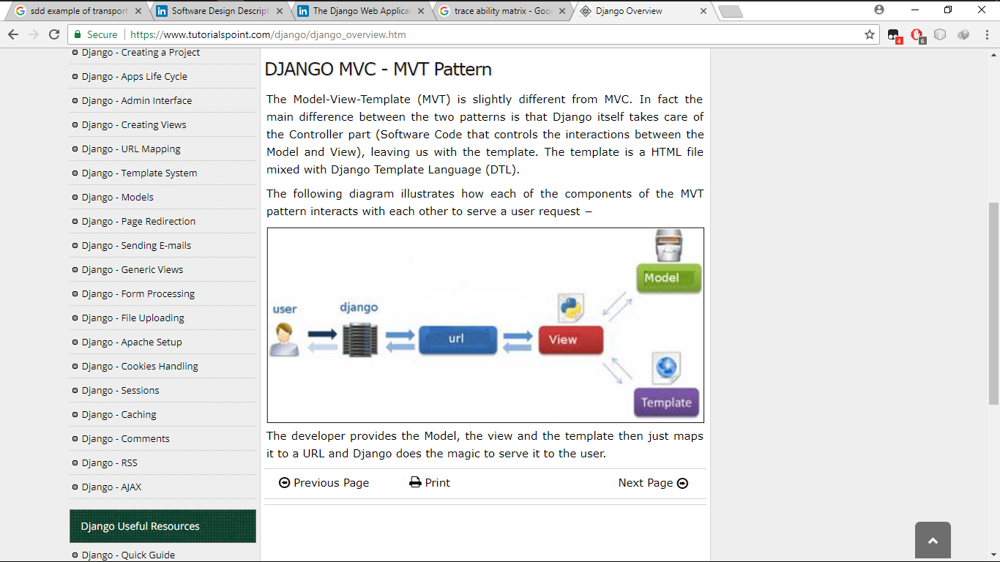 sdd example of transport
Software Design Descript
The Django Web Applicat
trace ability matrix - Goo
Django Overview
Secure
https://www.tutorialspoint.com/django/django_overview.htm
4
6
Django - Creating a Project
Django - Apps Life Cycle
Django - Admin Interface
Django - Creating Views
Django - URL Mapping
Django - Template System
Django - Models
Django - Page Redirection
Django - Sending E-mails
Django - Generic Views
Django - Form Processing
Django - File Uploading
Django - Apache Setup
Django - Cookies Handling
Django - Sessions
Django - Caching
Django - Comments
Django - RSS
Django - AJAX
Django Useful Resources
Django - Quick Guide
DJANGO MVC - MVT Pattern
The Model-View-Template (MVT) is slightly different from MVC. In fact the
main difference between the two patterns is that Django itself takes care of
the Controller part (Software Code that controls the interactions between the
Model and View), leaving us with the template. The template is a HTML file
mixed with Django Template Language (DTL).
The following diagram illustrates how each of the components of the MVT
pattern interacts with each other to serve a user request −
user
django
url
View
Model
Template
The developer provides the Model, the view and the template then just maps
it to a URL and Django does the magic to serve it to the user.
Previous Page
Print
Next Page